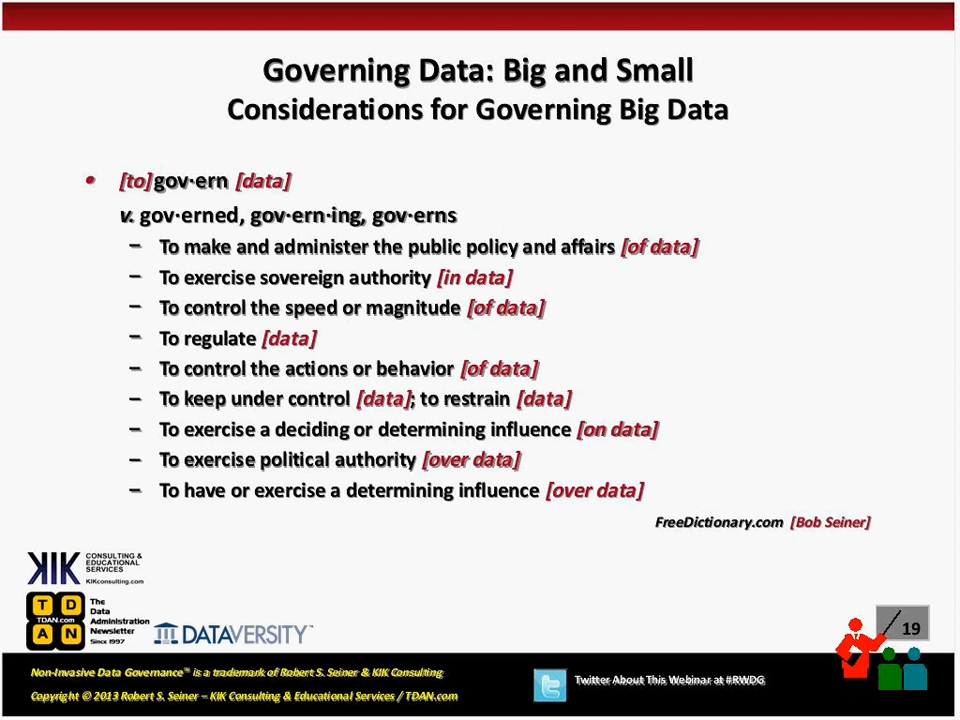 Governing Data: Big and Small
Considerations for Governing Big Data
• [to] gov·ern [data]
v. gov·erned, gov·ern·ing, gov·erns
– To make and administer the public policy and affairs [of data]
– To exercise sovereign authority [in data]
– To control the speed or magnitude [of data]
– To regulate [data]
– To control the actions or behavior [of data]
– To keep under control [data]; to restrain [data]
– To exercise a deciding or determining influence [on data]
– To exercise political authority [over data]
– To have or exercise a determining influence [over data]
FreeDictionary.com [Bob Seiner]
KIK CONSULTING &
EDUCATIONAL
SERVICES
KIKconsulting.com
T D
TDAN.com
A N
The
Data
Administration
Newsletter
Since 1997
DATAVERSITY™
19
Non-Invasive Data Governance™ is a trademark of Robert S. Seiner & KIK Consulting
Copyright © 2013 Robert S. Seiner – KIK Consulting & Educational Services / TDAN.com
Twitter About This Webinar at #RWDG